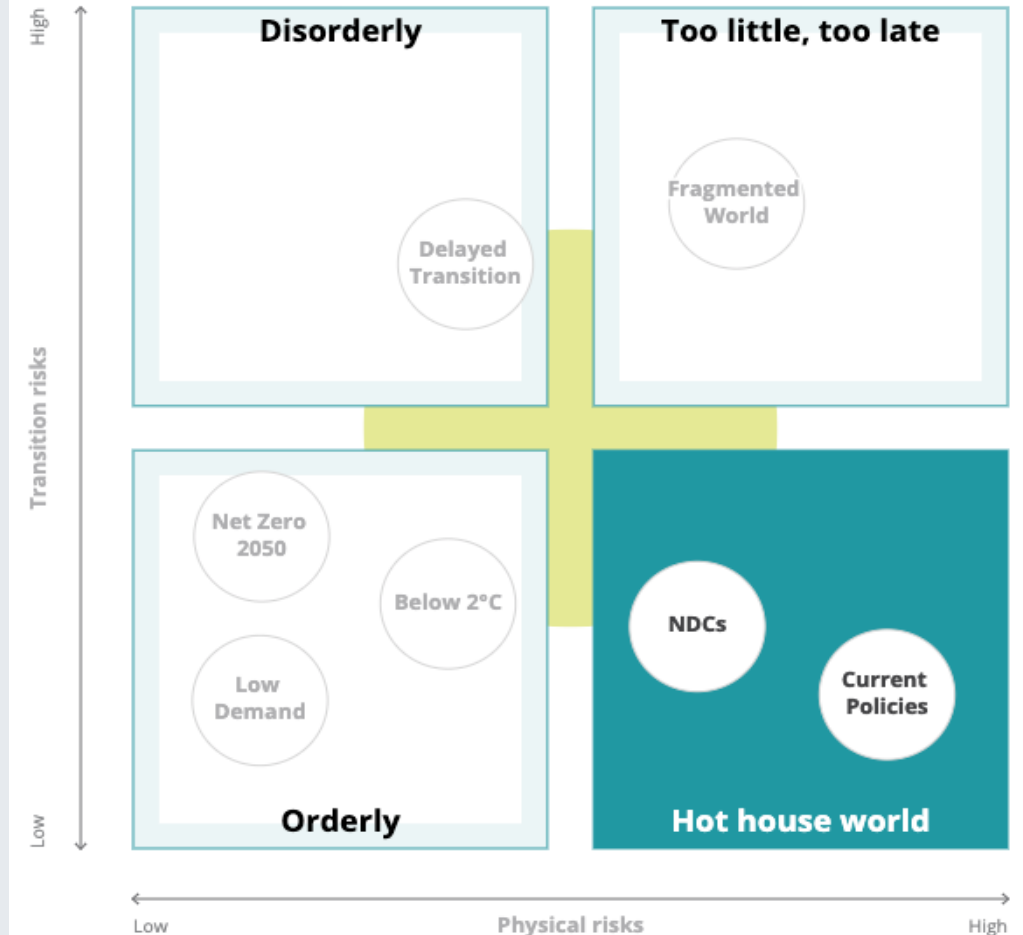 High
Disorderly
Too little, too late
Fragmented
World
Delayed
Transition
Transition risks
Net Zero
2050
Below 2°C
Low
Demand
NDCs
Current
Policies
Orderly
Hot house world
Low
Low
Physical risks
High